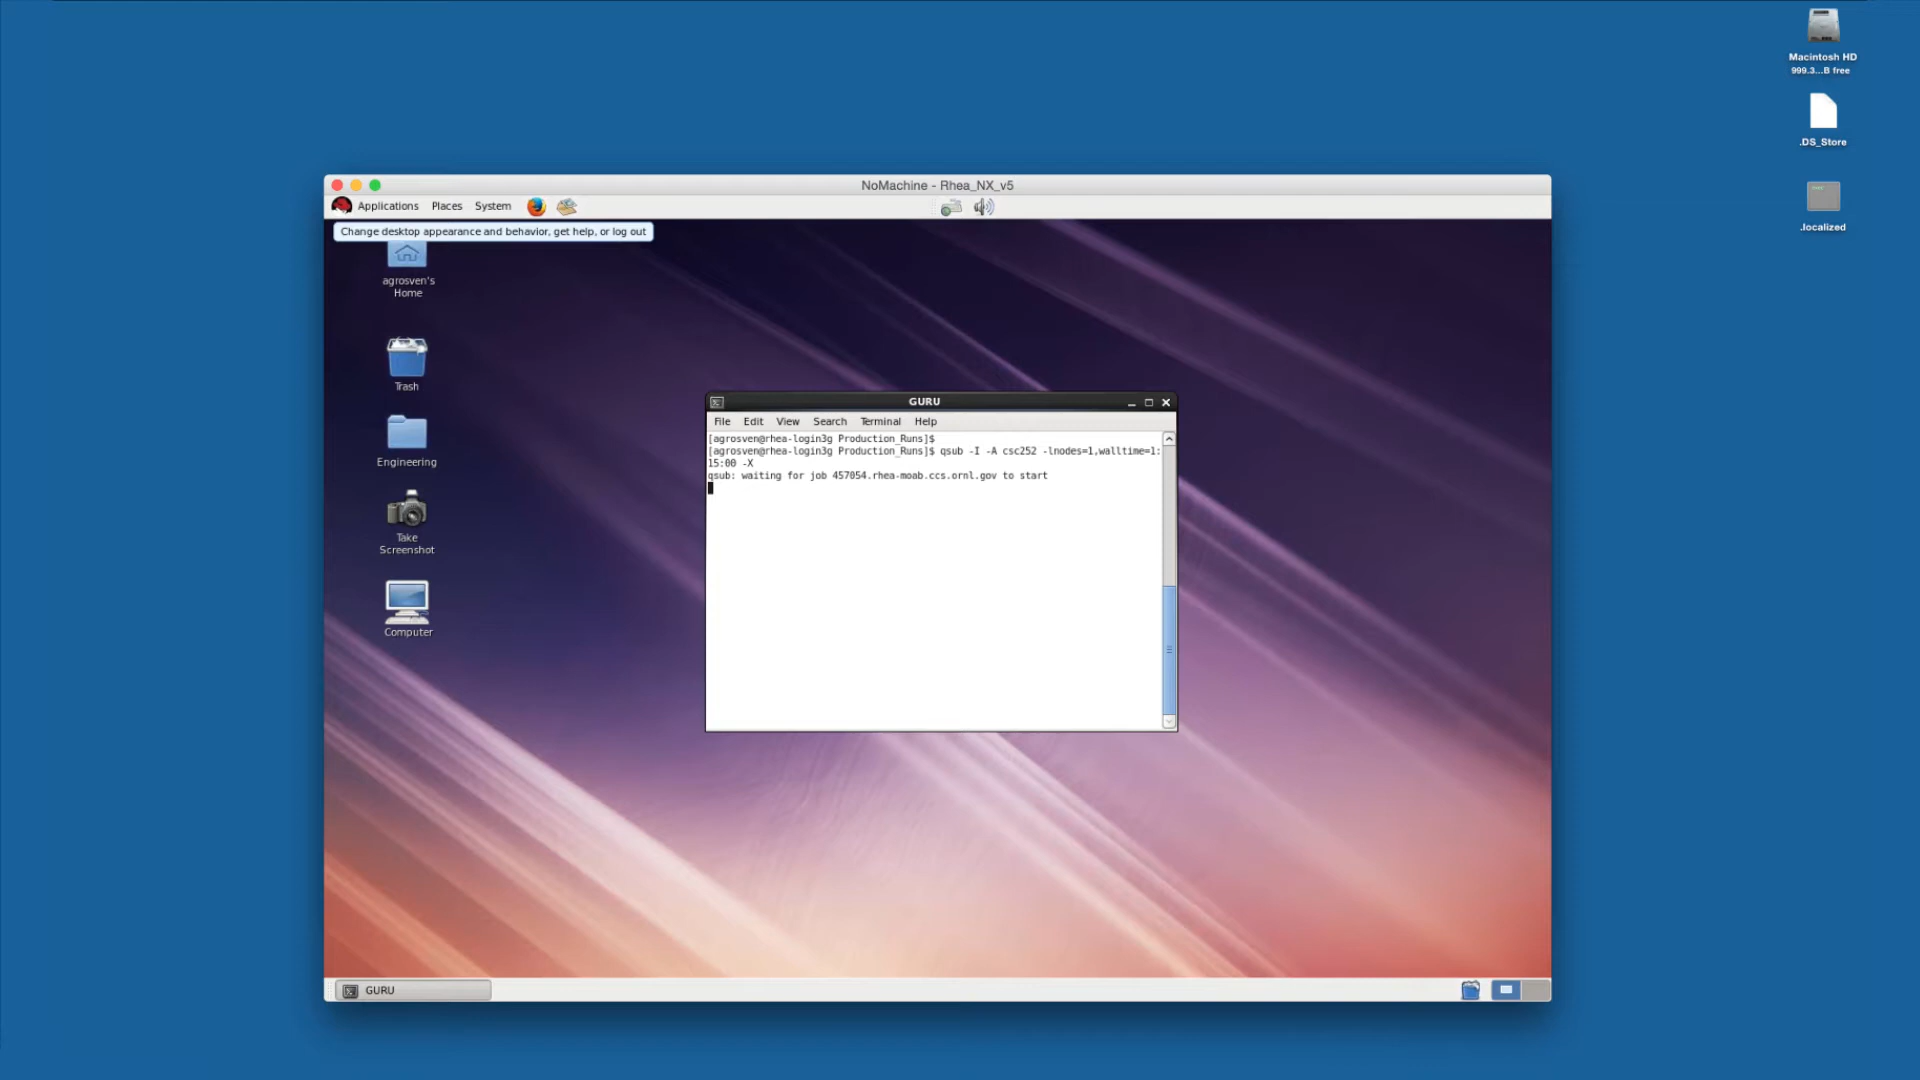 Macintosh HD
999.3...B free
.DS_Store
.localized
NoMachine - Rhea_NX_v5
Applications Places System
Change desktop appearance and behavior, get help, or log out
agrosven's
Home
Trash
Engineering
Take
Screenshot
Computer
GURU
File Edit View Search Terminal Help
[agrosven@rhea-login3g Production_Runs]$
[agrosven@rhea-login3g Production_Runs]$ qsub -I -A csc252 -lnodes=1,walltime=1:
15:00 -X
qsub: waiting for job 457054.rhea-moab.ccs.ornl.gov to start
GURU